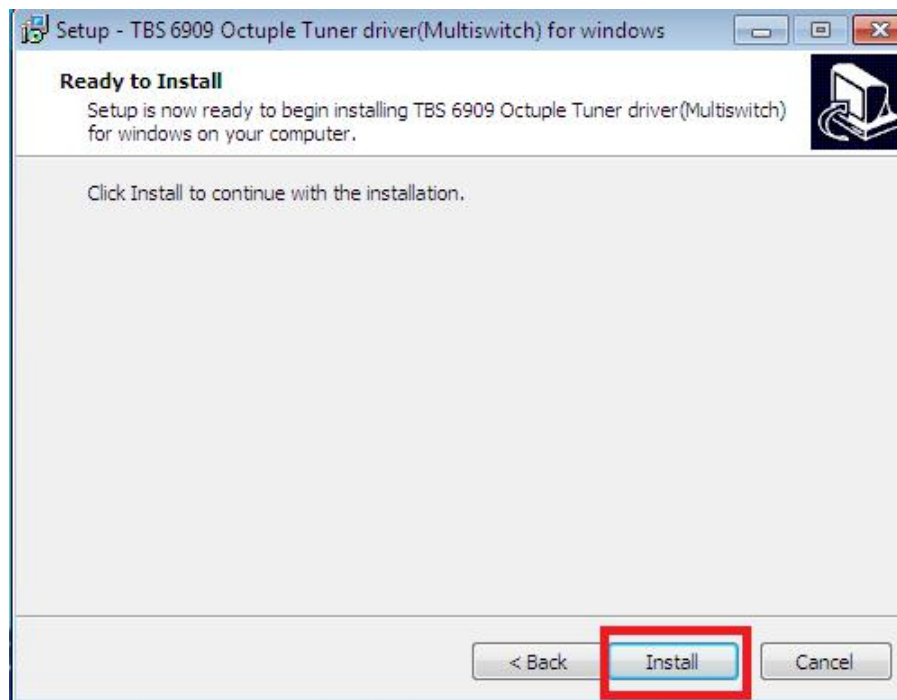 Setup - TBS 6909 Octuple Tuner driver(Multiswitch) for windows
Ready to Install
Setup is now ready to begin installing TBS 6909 Octuple Tuner driver(Multiswitch)
for windows on your computer.
Click Install to continue with the installation.
< Back Install Cancel